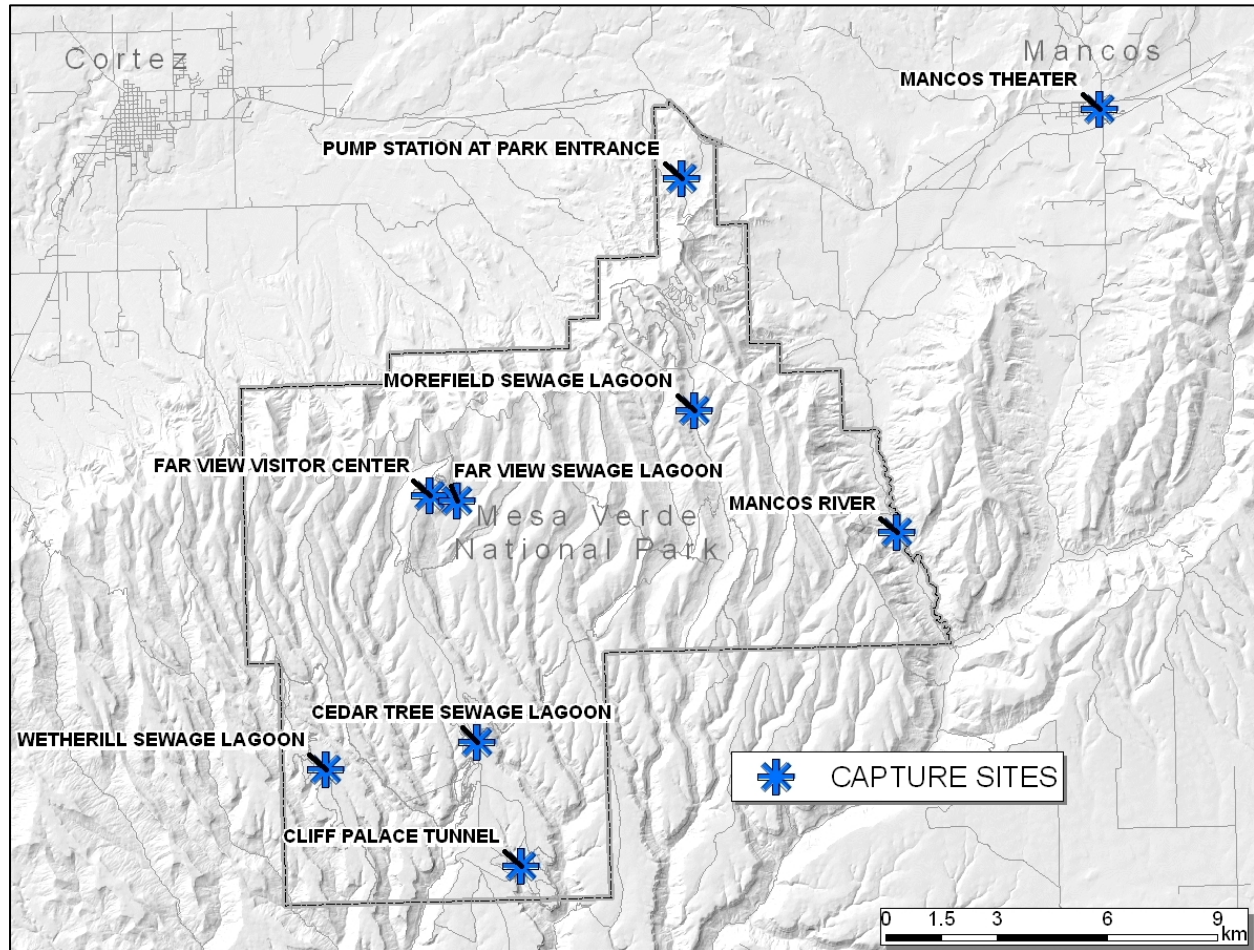 Cortez
Mancos
MANCOS THEATER
PUMP STATION AT PARK ENTRANCE
MOREFIELD SEWAGE LAGOON
FAR VIEW VISITOR CENTER
FAR VIEW SEWAGE LAGOON
MANCOS RIVER
Mesa Verde
National Park
CEDAR TREE SEWAGE LAGOON
WETHERILL SEWAGE LAGOON
CAPTURE SITES
CLIFF PALACE TUNNEL
0 1.5 3 6 9
km